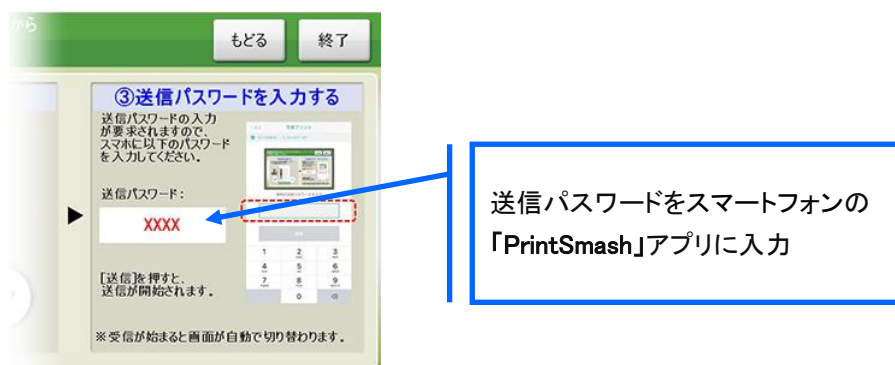 から
もどる
終了
③送信パスワードを入力する
送信パスワードの入力
が要求されますので、
スマホに以下のパスワード
を入力してください。
送信パスワード：
XXXX
[送信]を押すと、
送信が開始されます。
1 2 3
4 5 6
7 8 9
0
※受信が始まると画面が自動で切り替わります。
送信パスワードをスマートフォンの
「PrintSmash」アプリに入力